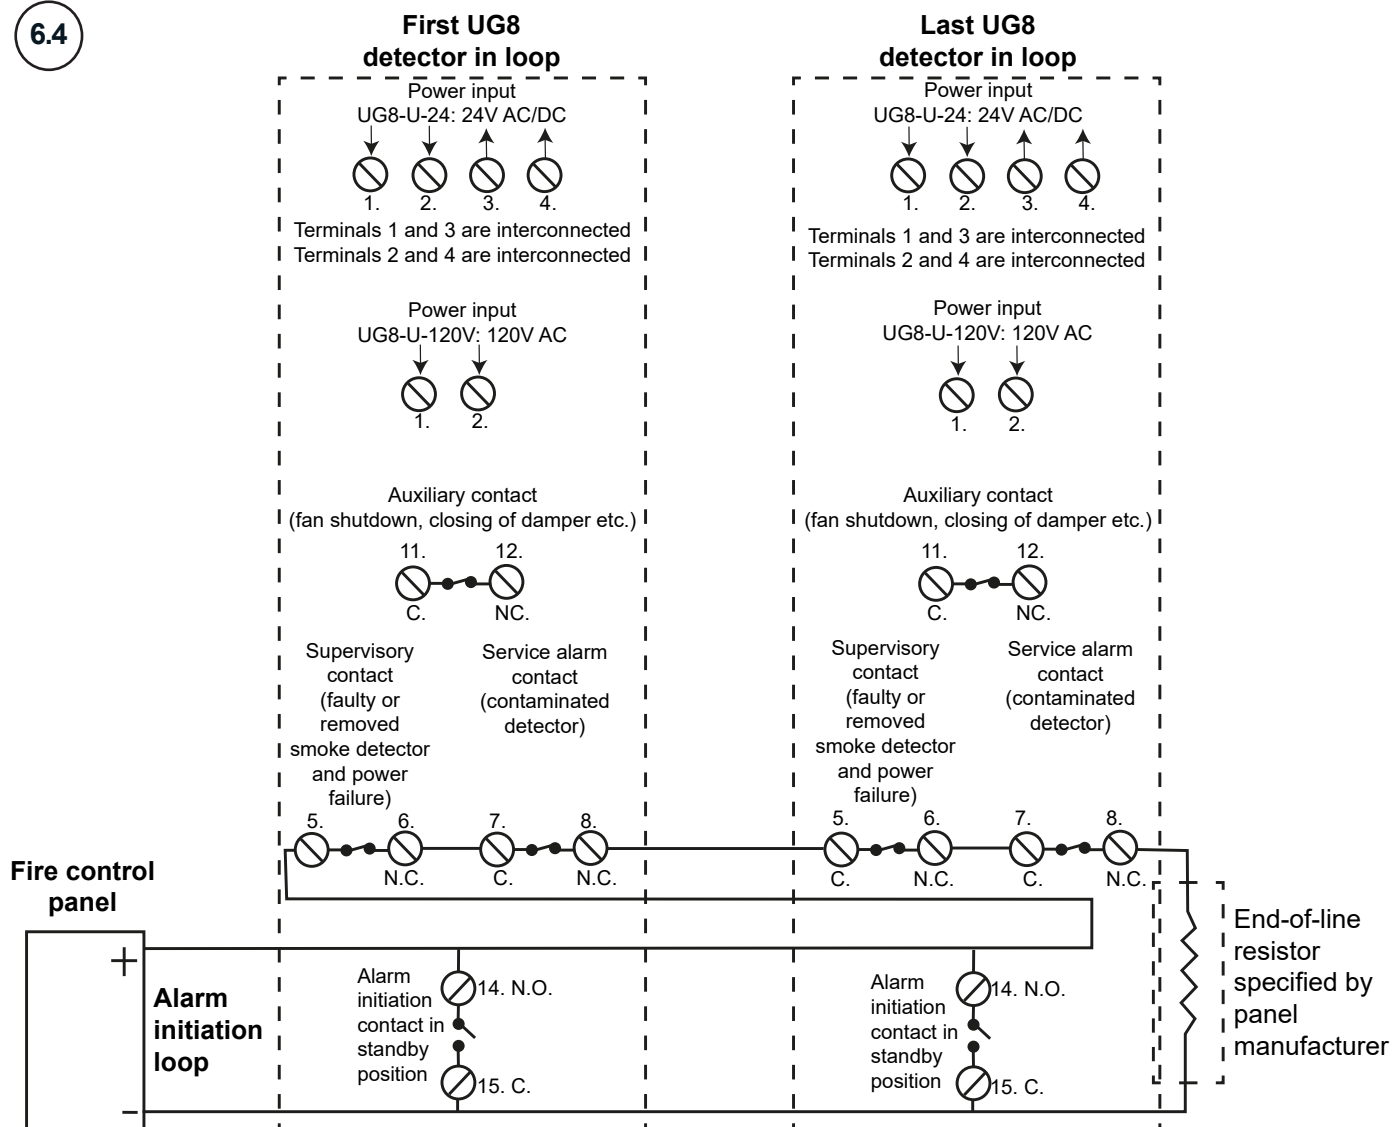 6.4
First UG8
detector in loop
Power input
UG8-U-24: 24V AC/DC
1. 2. 3. 4.
Terminals 1 and 3 are interconnected
Terminals 2 and 4 are interconnected
Power input
UG8-U-120V: 120V AC
1. 2.
Auxiliary contact
(fan shutdown, closing of damper etc.)
11. 12.
C. NC.
Supervisory
contact
(faulty or
removed
smoke detector
and power
failure)
Service alarm
contact
(contaminated
detector)
5. 6. 7. 8.
N.C. C. N.C.
Last UG8
detector in loop
Power input
UG8-U-24: 24V AC/DC
1. 2. 3. 4.
Terminals 1 and 3 are interconnected
Terminals 2 and 4 are interconnected
Power input
UG8-U-120V: 120V AC
1. 2.
Auxiliary contact
(fan shutdown, closing of damper etc.)
11. 12.
C. NC.
Supervisory
contact
(faulty or
removed
smoke detector
and power
failure)
Service alarm
contact
(contaminated
detector)
5. 6. 7. 8.
C. N.C. C. N.C.
Fire control
panel
+
−
Alarm
initiation
loop
Alarm
initiation
contact in
standby
position
14. N.O.
15. C.
Alarm
initiation
contact in
standby
position
14. N.O.
15. C.
End-of-line
resistor
specified by
panel
manufacturer